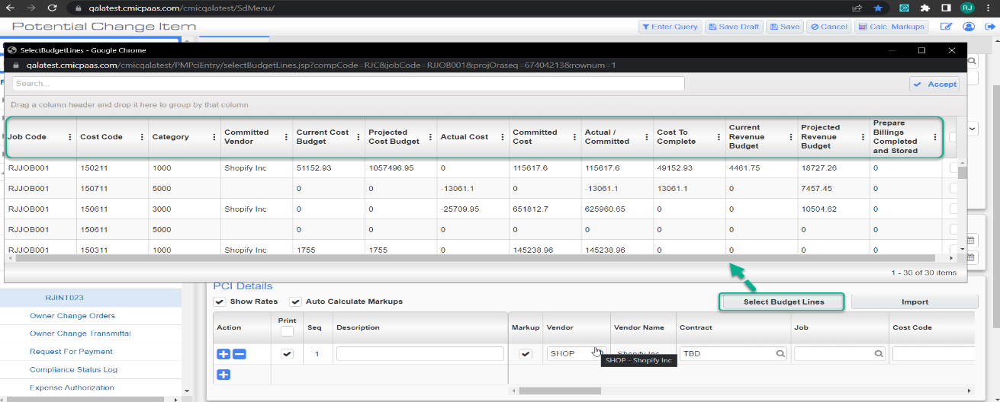 qalatest.cmicpaas.com/cmicqalatest/SdMenu/
RJ
Potential Change Item
Enter Query
Save Draft
Save
Cancel
Calc. Markups
SelectBudgetLines - Google Chrome
qalatest.cmicpaas.com/cmicqalatest/PMPciEntry/selectBudgetLines.jsp?compCode=RJC&jobCode=RJJOB001&projOraseq=67404213&rownum=1
Search...
Accept
Drag a column header and drop it here to group by that column
Job Code Cost Code Category Committed Vendor Current Cost Budget Projected Cost Budget Actual Cost Committed Cost Actual / Committed Cost To Complete Current Revenue Budget Projected Revenue Budget Prepare Billings Completed and Stored
RJJOB001 150211 1000 Shopify Inc 51152.93 1057496.95 0 115617.6 115617.6 49152.93 4461.75 18727.26 0
RJJOB001 150711 5000 0 0 -13061.1 0 -13061.1 13061.1 0 7457.45 0
RJJOB001 150611 3000 Shopify Inc 0 0 -25709.95 651812.7 625960.65 0 0 10504.62 0
RJJOB001 150611 5000 0 0 0 0 0 0 0 0 0
RJJOB001 150311 1000 Shopify Inc 1755 1755 0 145238.96 145238.96 0 0 0 0
1 - 30 of 30 items
RJINT023
Owner Change Orders
Owner Change Transmittal
Request For Payment
Compliance Status Log
Expense Authorization
PCI Details
Show Rates
Auto Calculate Markups
Select Budget Lines
Import
Action Print Seq Description Markup Vendor Vendor Name Contract Job Cost Code
1 SHOP Shopify Inc TBD
SHOP - Shopify Inc